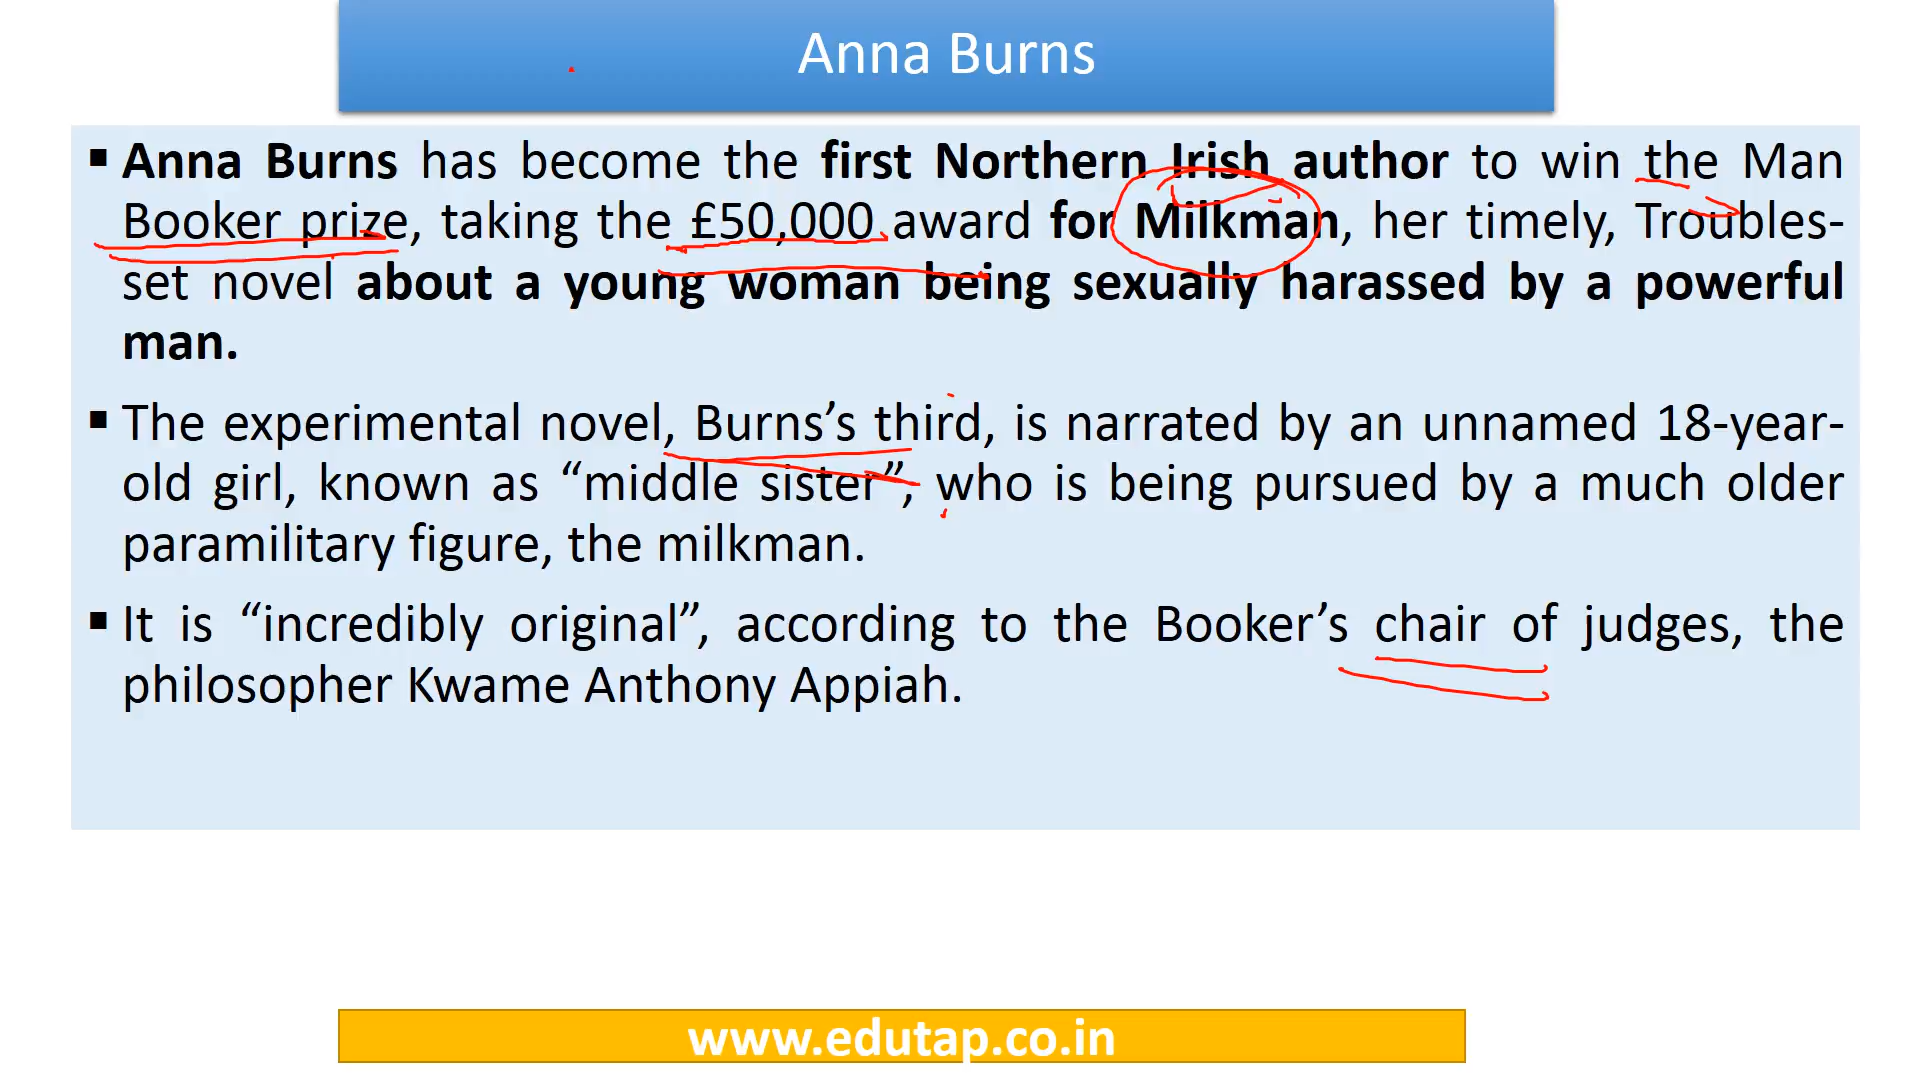 Anna Burns
▪ Anna Burns has become the first Northern Irish author to win the Man
Booker prize, taking the £50,000 award for Milkman, her timely, Troubles-
set novel about a young woman being sexually harassed by a powerful
man.
▪ The experimental novel, Burns’s third, is narrated by an unnamed 18-year-
old girl, known as “middle sister”, who is being pursued by a much older
paramilitary figure, the milkman.
▪ It is “incredibly original”, according to the Booker’s chair of judges, the
philosopher Kwame Anthony Appiah.
www.edutap.co.in